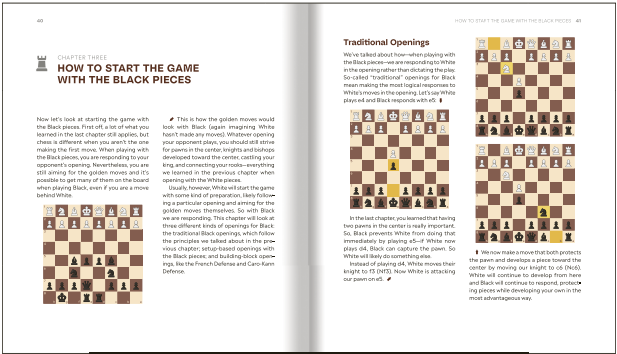 40
CHAPTER THREE
HOW TO START THE GAME
WITH THE BLACK PIECES
Now let's look at starting the game with
the Black pieces. First off, a lot of what you
learned in the last chapter still applies, but
chess is different when you aren't the one
making the first move. When playing with
the Black pieces, you are responding to your
opponent's opening. Nevertheless, you are
still aiming for the golden moves and it's
possible to get many of them on the board
when playing Black, even if you are a move
behind White.
This is how the golden moves would
look with Black (again imagining White
hasn't made any moves). Whatever opening
your opponent plays, you should still strive
for pawns in the center, knights and bishops
developed toward the center, castling your
king, and connecting your rooks—everything
we learned in the previous chapter when
opening with the White pieces.
Usually, however, White will start the game
with some kind of preparation, likely follow-
ing a particular opening and aiming for the
golden moves themselves. So with Black
we are responding. This chapter will look at
three different kinds of openings for Black:
the traditional Black openings, which follow
the principles we talked about in the pre-
vious chapter; setup-based openings with
the Black pieces; and building-block open-
ings, like the French Defense and Caro-Kann
Defense.
HOW TO START THE GAME WITH THE BLACK PIECES 41
Traditional Openings
We've talked about how—when playing with
the Black pieces—we are responding to White
in the opening rather than dictating the play.
So-called "traditional" openings for Black
mean making the most logical responses to
White's moves in the opening. Let's say White
plays e4 and Black responds with e5:
In the last chapter, you learned that having
two pawns in the center is really important.
So, Black prevents White from doing that
immediately by playing e5—if White now
plays d4, Black can capture the pawn. So
White will likely do something else.
Instead of playing d4, White moves their
knight to f3 (Nf3). Now White is attacking
our pawn on e5.
We now make a move that both protects
the pawn and develops a piece toward the
center by moving our knight to c6 (Nc6).
White will continue to develop from here
and Black will continue to respond, protect-
ing pieces while developing your own in the
most advantageous way.